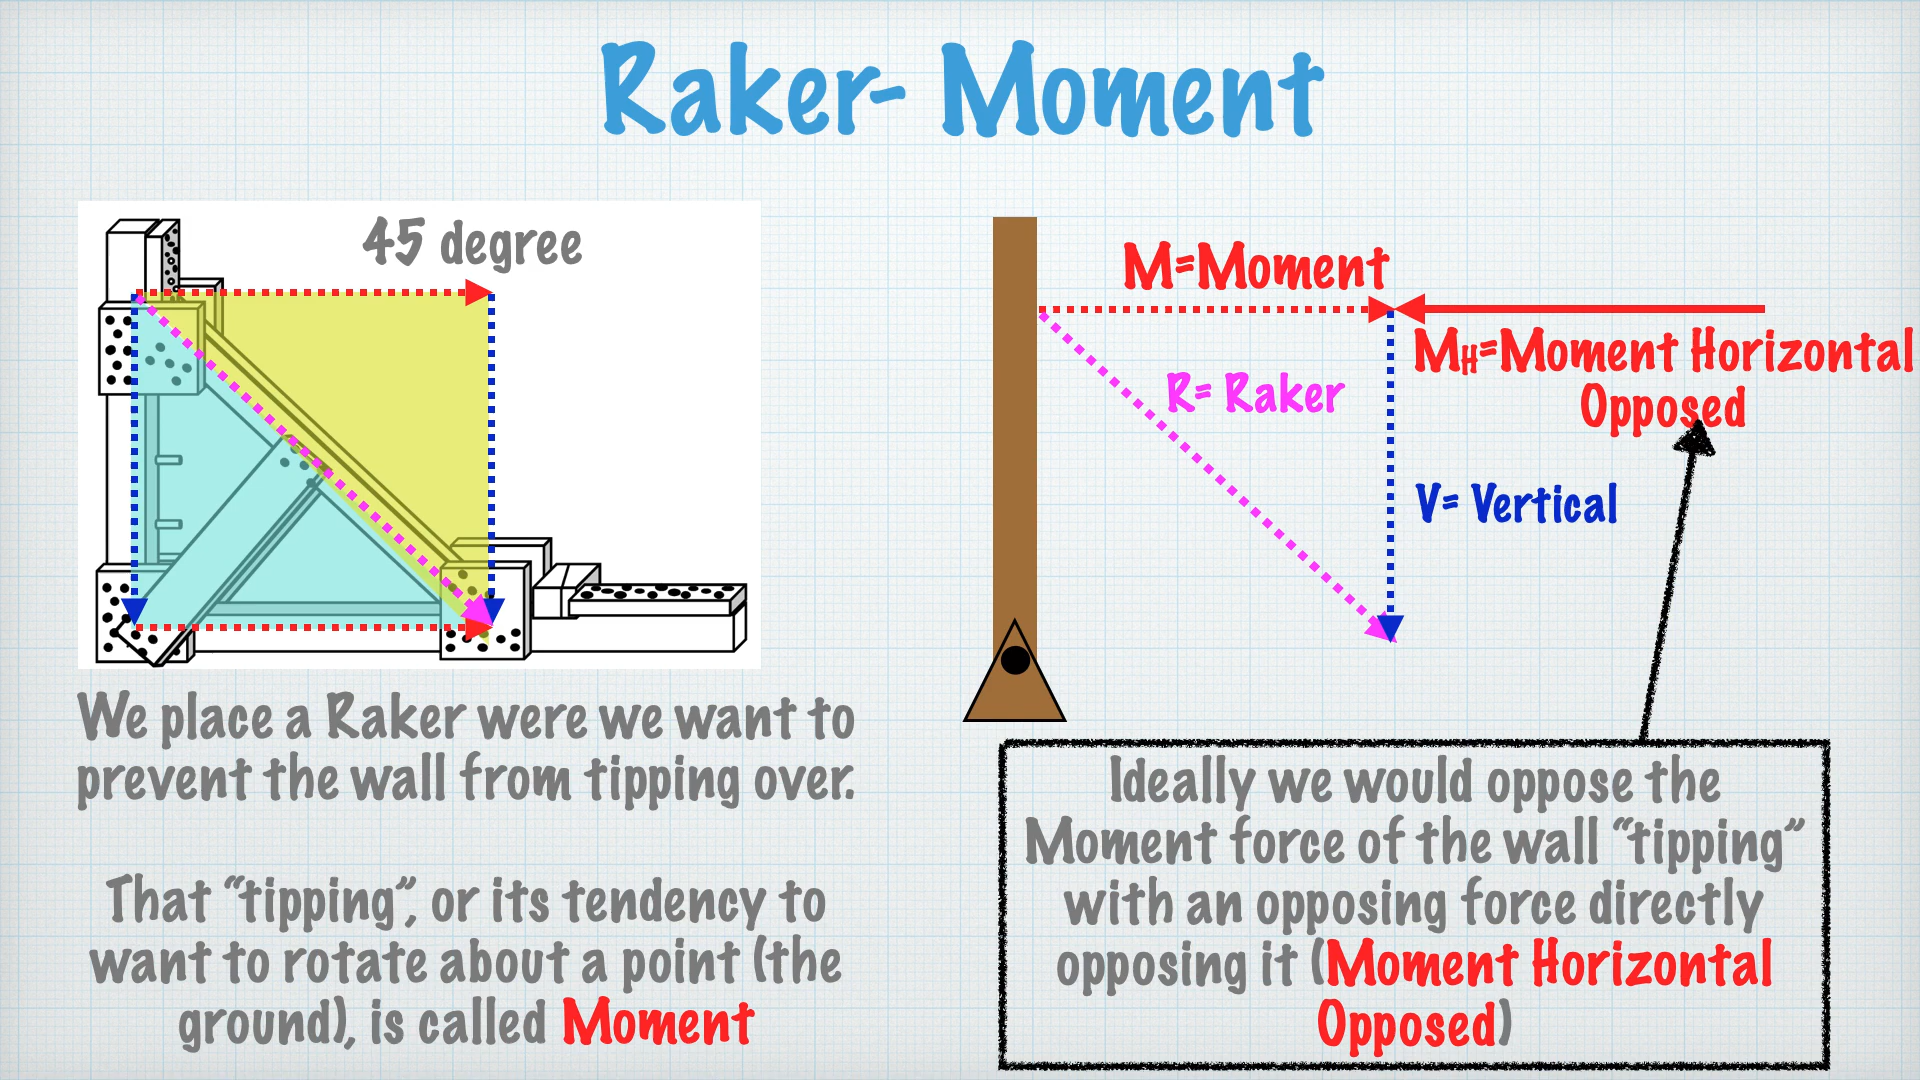 Raker- Moment
45 degree
We place a Raker were we want to
prevent the wall from tipping over.
That “tipping”, or its tendency to
want to rotate about a point (the
ground), is called Moment
M=Moment
MH=Moment Horizontal
Opposed
R= Raker
V= Vertical
Ideally we would oppose the
Moment force of the wall “tipping”
with an opposing force directly
opposing it (Moment Horizontal
Opposed)